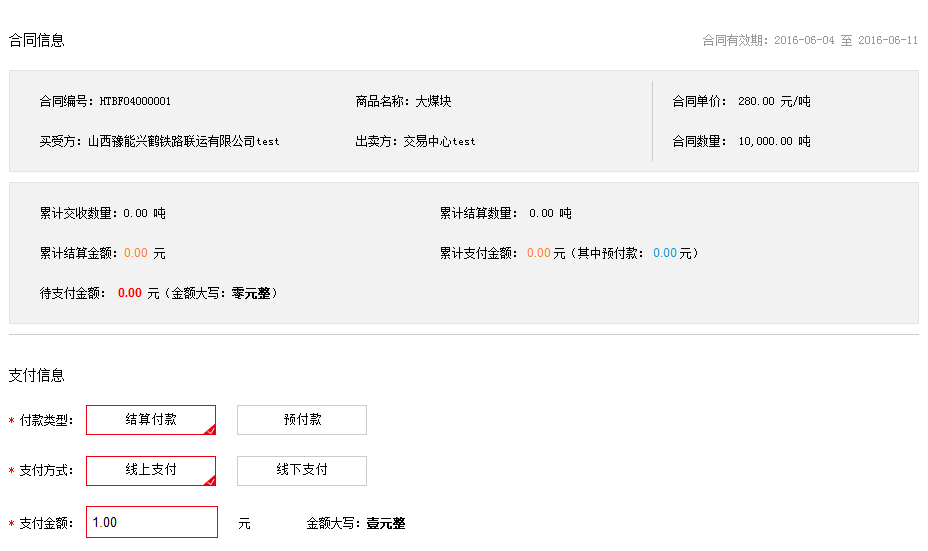 合同信息 合同有效期：2016-06-04 至 2016-06-11
合同编号：HTBF04000001 商品名称：大煤块 合同单价： 280.00 元/吨
买受方：山西豫能兴鹤铁路联运有限公司test 出卖方：交易中心test 合同数量： 10,000.00 吨
累计交收数量：0.00 吨 累计结算数量： 0.00 吨
累计结算金额：0.00 元 累计支付金额： 0.00元（其中预付款： 0.00元）
待支付金额： 0.00 元（金额大写：零元整）
支付信息
* 付款类型： 结算付款 预付款
* 支付方式： 线上支付 线下支付
* 支付金额： 1.00 元 金额大写：壹元整